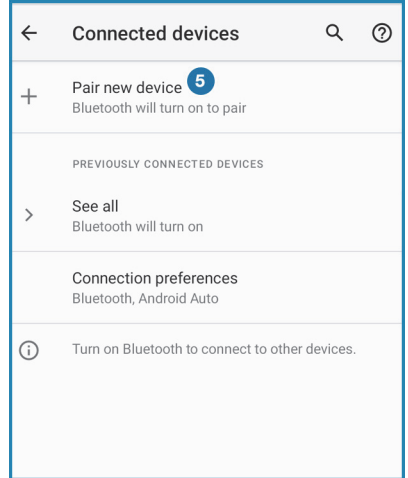 Connected devices
Pair new device 5
Bluetooth will turn on to pair
PREVIOUSLY CONNECTED DEVICES
See all
Bluetooth will turn on
Connection preferences
Bluetooth, Android Auto
Turn on Bluetooth to connect to other devices.